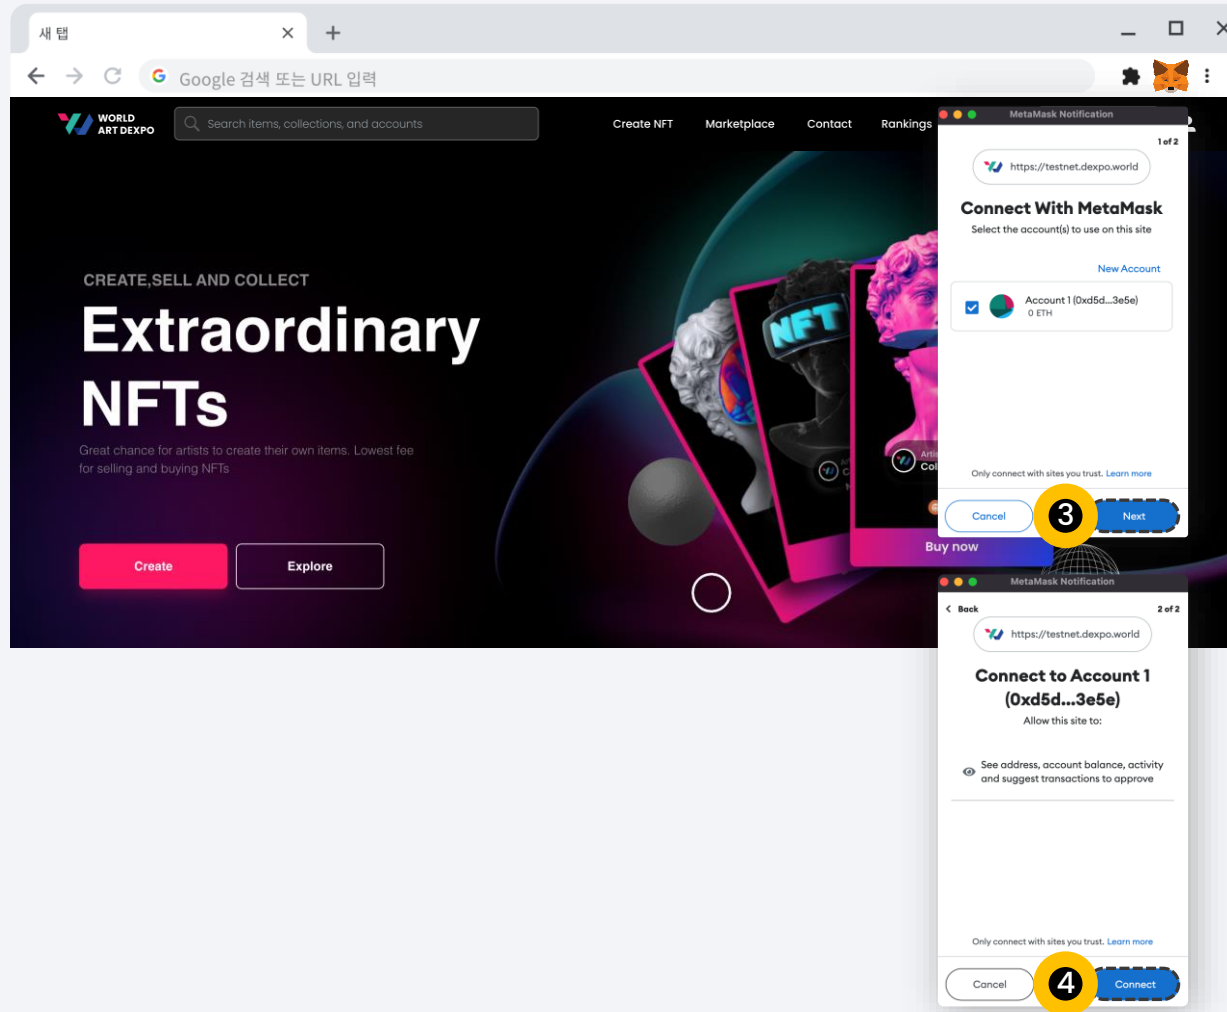 새 탭
Google 검색 또는 URL 입력
WORLD
ART DEXPO
Search items, collections, and accounts
Create NFT
Marketplace
Contact
Rankings
CREATE,SELL AND COLLECT
Extraordinary
NFTs
Great chance for artists to create their own items. Lowest fee
for selling and buying NFTs
Create
Explore
NFT
Buy now
MetaMask Notification
1 of 2
https://testnet.dexpo.world
Connect With MetaMask
Select the account(s) to use on this site
New Account
Account 1 (0xd5d...3e5e)
0 ETH
Only connect with sites you trust. Learn more
Cancel
3
Next
MetaMask Notification
< Back
2 of 2
https://testnet.dexpo.world
Connect to Account 1
(0xd5d...3e5e)
Allow this site to:
See address, account balance, activity
and suggest transactions to approve
Only connect with sites you trust. Learn more
Cancel
4
Connect